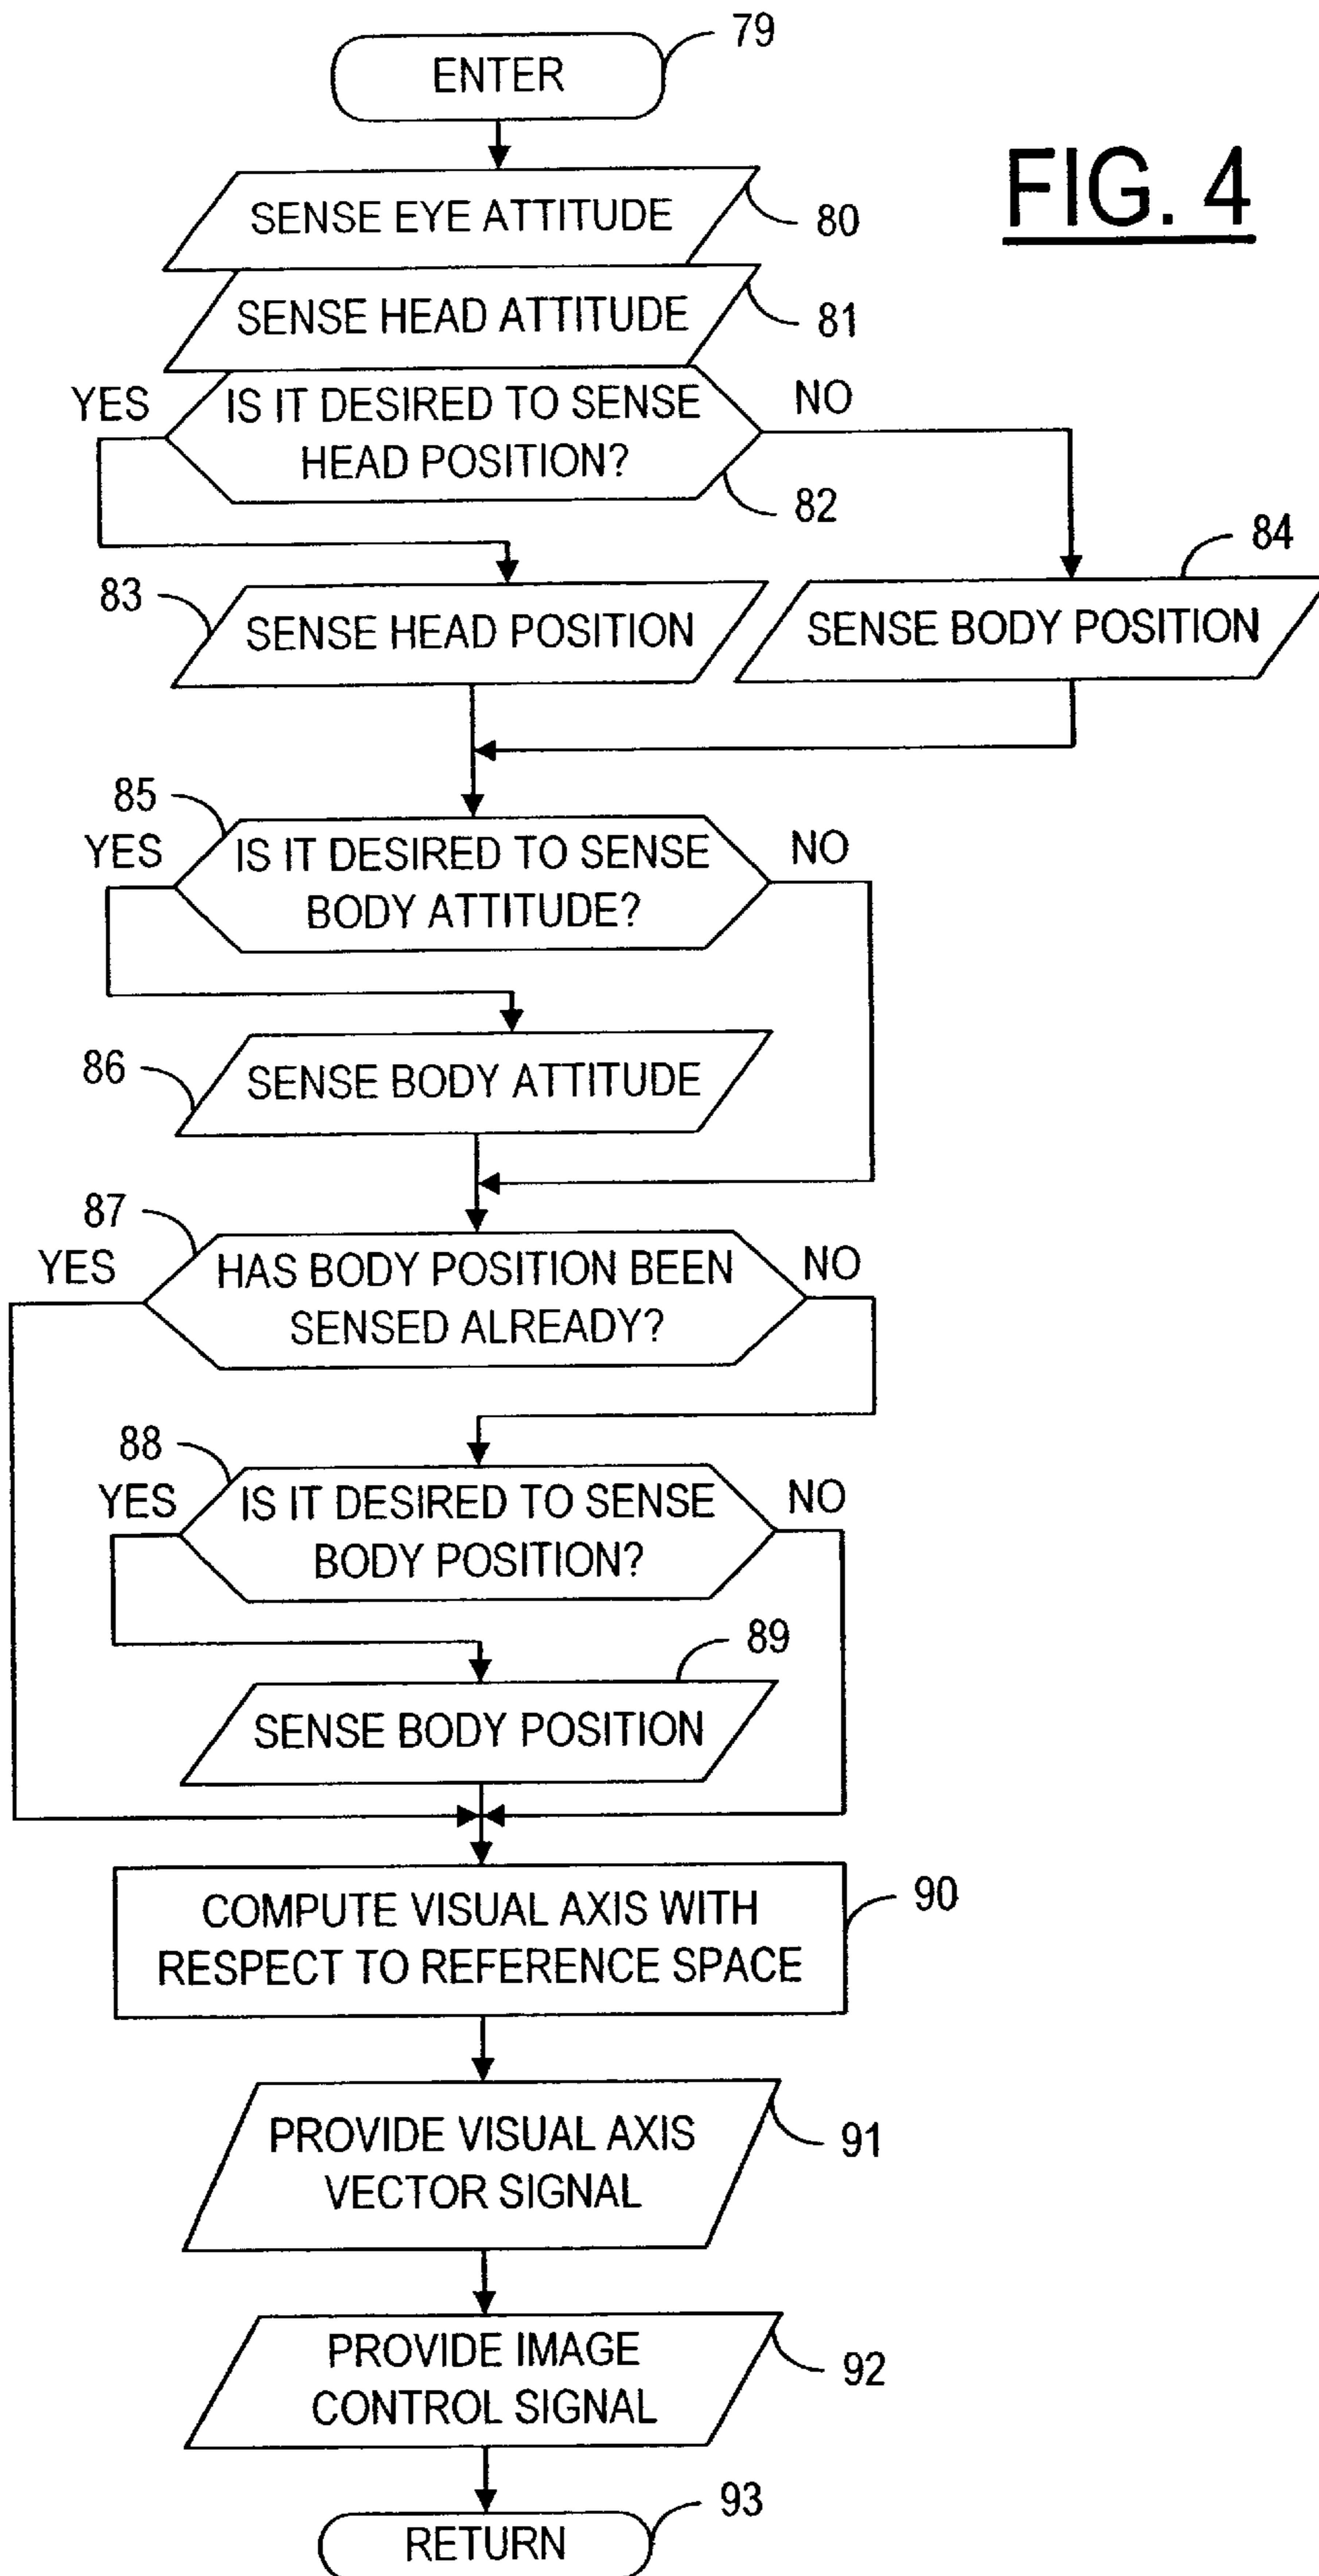 79
ENTER
FIG. 4
SENSE EYE ATTITUDE
80
SENSE HEAD ATTITUDE
81
YES
IS IT DESIRED TO SENSE
HEAD POSITION?
NO
82
84
83
SENSE HEAD POSITION
SENSE BODY POSITION
85
YES
IS IT DESIRED TO SENSE
BODY ATTITUDE?
NO
86
SENSE BODY ATTITUDE
87
YES
HAS BODY POSITION BEEN
SENSED ALREADY?
NO
88
YES
IS IT DESIRED TO SENSE
BODY POSITION?
NO
89
SENSE BODY POSITION
COMPUTE VISUAL AXIS WITH
RESPECT TO REFERENCE SPACE
90
PROVIDE VISUAL AXIS
VECTOR SIGNAL
91
PROVIDE IMAGE
CONTROL SIGNAL
92
93
RETURN